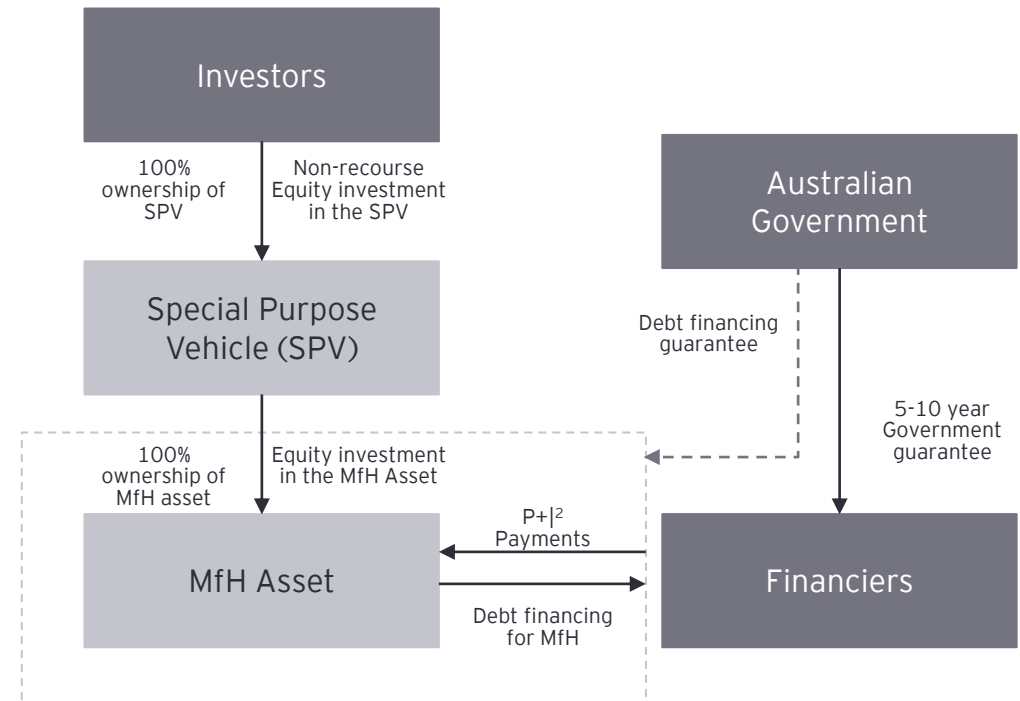 Investors
100%
ownership of
SPV
Non-recourse
Equity investment
in the SPV
Australian
Government
Special Purpose
Vehicle (SPV)
Debt financing
guarantee
5-10 year
Government
guarantee
100%
ownership of
MfH asset
Equity investment
in the MfH Asset
P+|²
Payments
MfH Asset
Financiers
Debt financing
for MfH